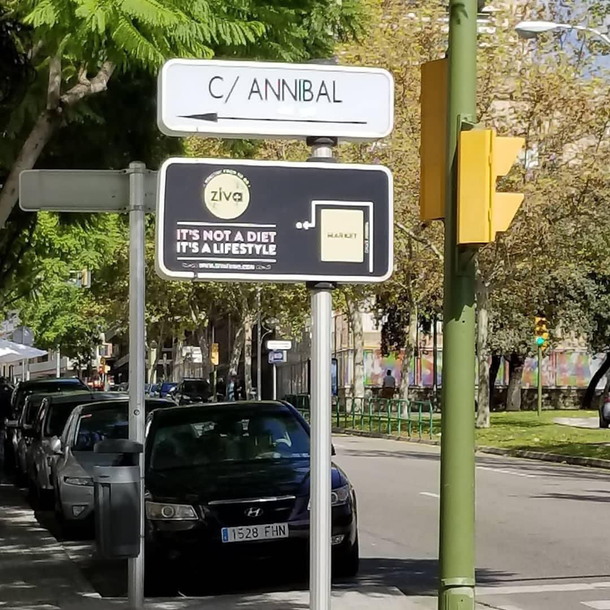 C/ ANNIBAL
ziva
IT'S NOT A DIET
IT'S A LIFESTYLE
MARKET
1528 FHN